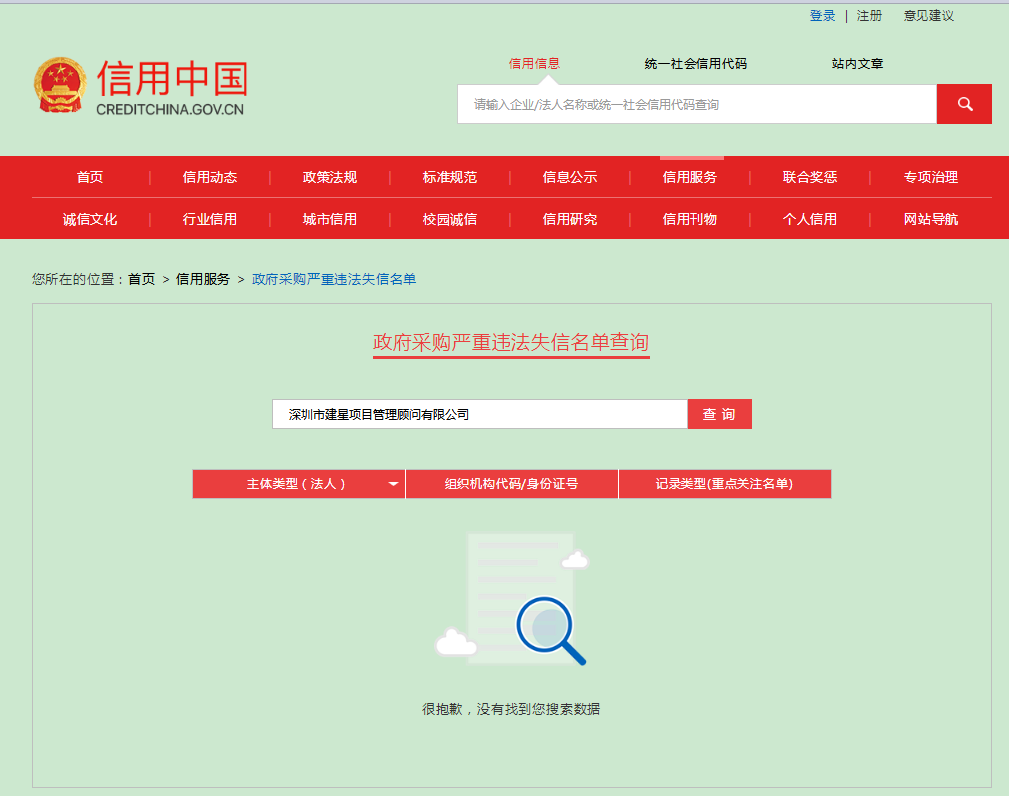 登录 | 注册 意见建议
信用中国
CREDITCHINA.GOV.CN
信用信息 统一社会信用代码 站内文章
请输入企业/法人名称或统一社会信用代码查询
首页 | 信用动态 | 政策法规 | 标准规范 | 信息公示 | 信用服务 | 联合奖惩 | 专项治理
诚信文化 | 行业信用 | 城市信用 | 校园诚信 | 信用研究 | 信用刊物 | 个人信用 | 网站导航
您所在的位置：首页 > 信用服务 > 政府采购严重违法失信名单
政府采购严重违法失信名单查询
深圳市建星项目管理顾问有限公司 查 询
主体类型（法人） 组织机构代码/身份证号 记录类型(重点关注名单)
很抱歉，没有找到您搜索数据